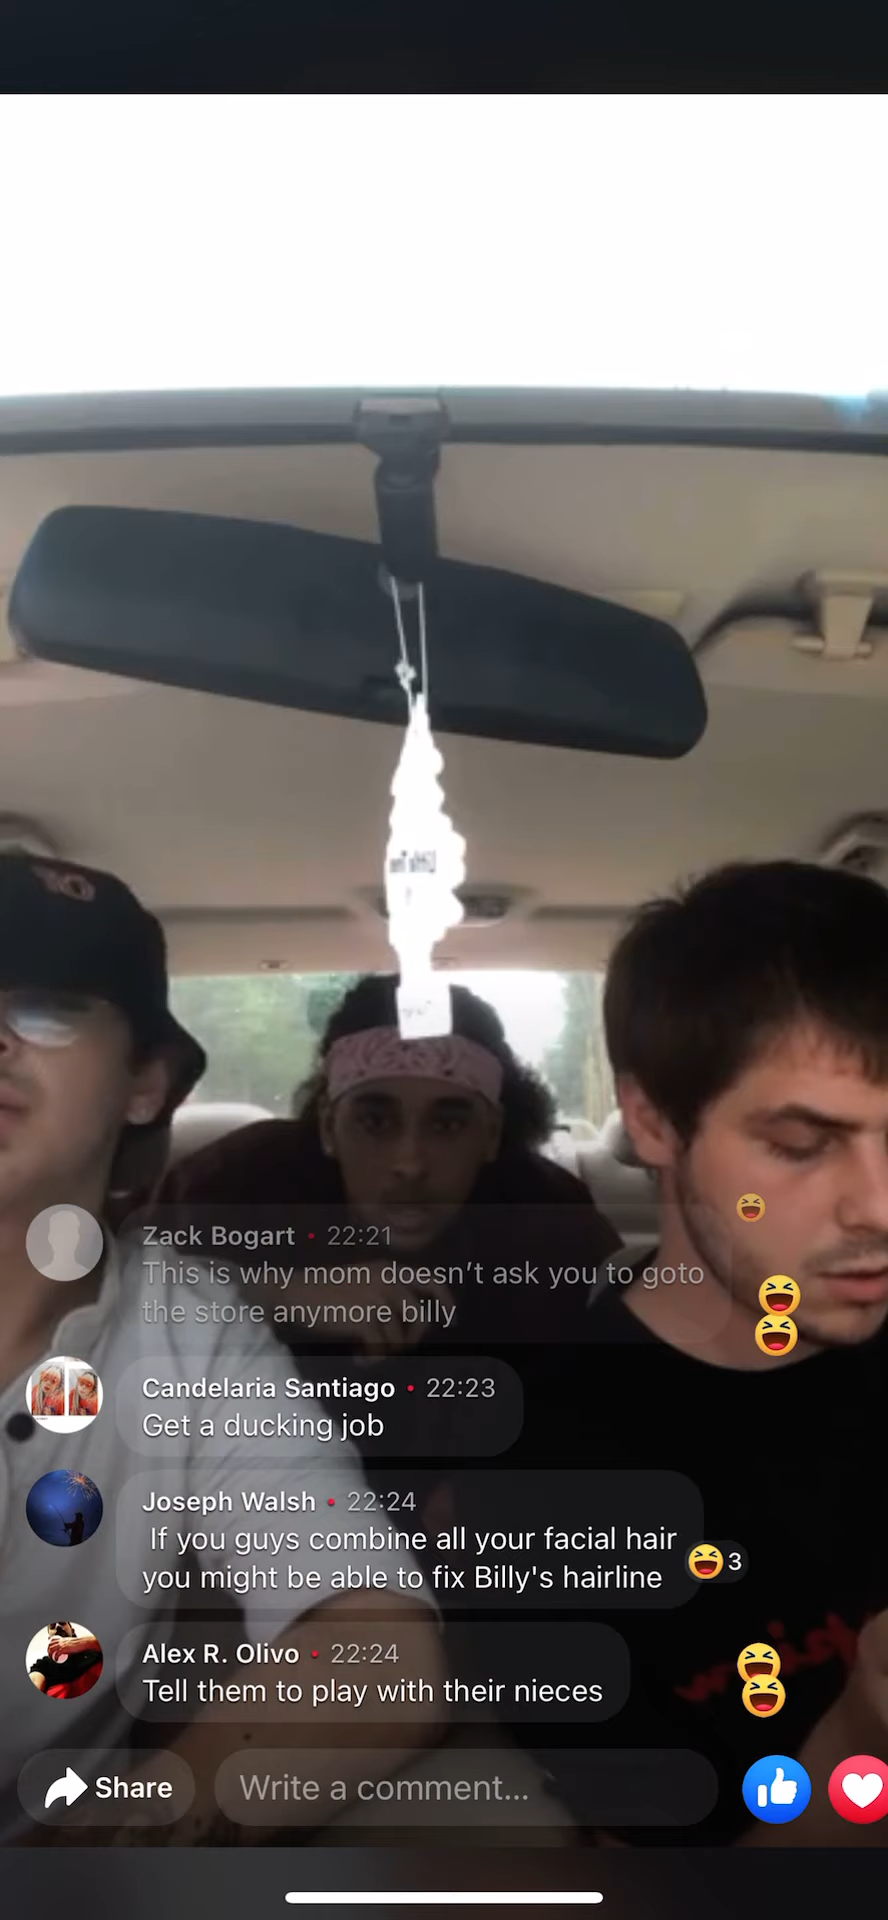 Little Tree
Zack Bogart • 22:21
This is why mom doesn’t ask you to goto
the store anymore billy
Candelaria Santiago • 22:23
Get a ducking job
Joseph Walsh • 22:24
If you guys combine all your facial hair
you might be able to fix Billy's hairline
3
Alex R. Olivo • 22:24
Tell them to play with their nieces
Share
Write a comment...